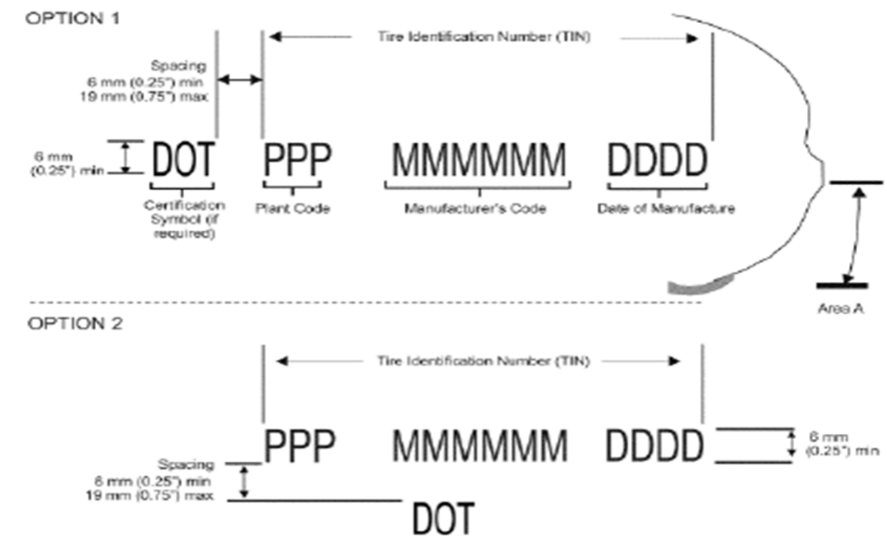 OPTION 1
Tire Identification Number (TIN)
Spacing
6 mm (0.25") min
19 mm (0.75") max
6 mm
(0.25") min
DOT PPP MMMMMM DDDD
Certification
Symbol (if
required)
Plant Code
Manufacturer's Code
Date of Manufacture
Area A
OPTION 2
Tire Identification Number (TIN)
PPP MMMMMM DDDD
6 mm
(0.25") min
Spacing
6 mm (0.25") min
19 mm (0.75") max
DOT